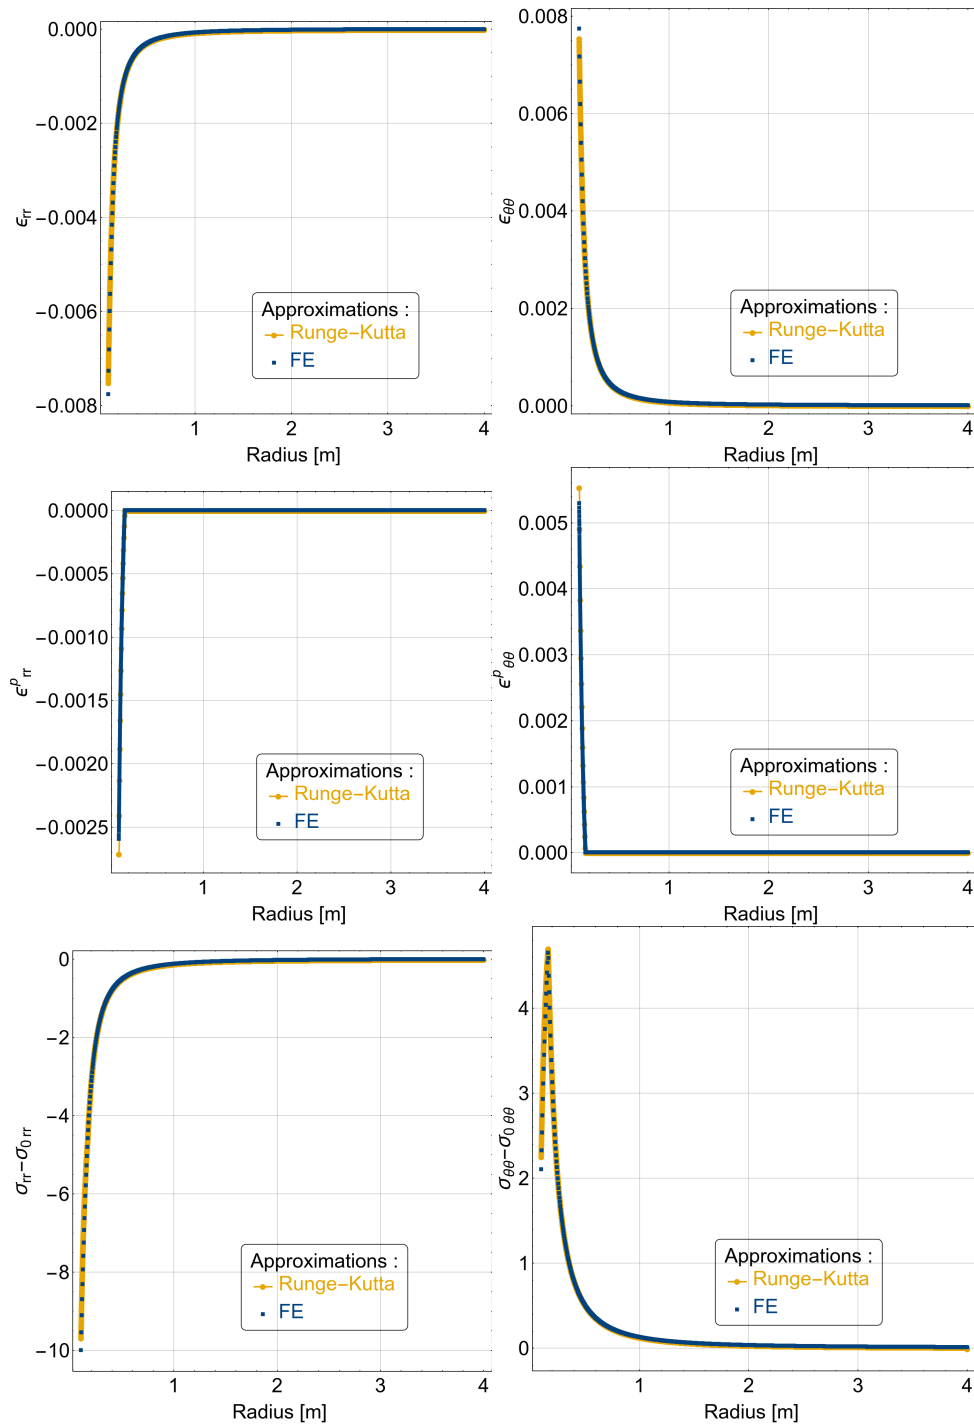 0.000
−0.002
−0.004
−0.006
−0.008
ϵrr
1 2 3 4
Radius [m]
Approximations :
Runge−Kutta
FE
0.008
0.006
0.004
0.002
0.000
ϵθθ
1 2 3 4
Radius [m]
Approximations :
Runge−Kutta
FE
0.0000
−0.0005
−0.0010
−0.0015
−0.0020
−0.0025
ϵᵖrr
1 2 3 4
Radius [m]
Approximations :
Runge−Kutta
FE
0.005
0.004
0.003
0.002
0.001
0.000
ϵᵖθθ
1 2 3 4
Radius [m]
Approximations :
Runge−Kutta
FE
0
−2
−4
−6
−8
−10
σrr−σ0 rr
1 2 3 4
Radius [m]
Approximations :
Runge−Kutta
FE
4
3
2
1
0
σθθ−σ0 θθ
1 2 3 4
Radius [m]
Approximations :
Runge−Kutta
FE